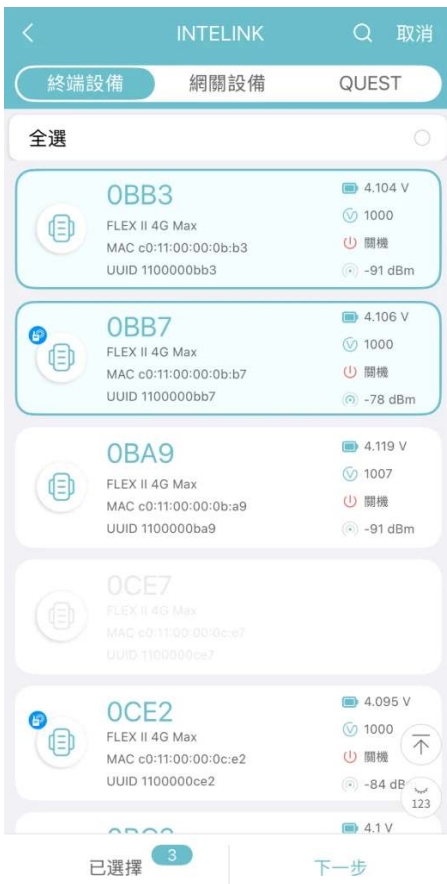 INTELINK
取消
終端設備
網關設備
QUEST
全選
0BB3
FLEX II 4G Max
MAC c0:11:00:00:0b:b3
UUID 1100000bb3
4.104 V
1000
關機
-91 dBm
0BB7
FLEX II 4G Max
MAC c0:11:00:00:0b:b7
UUID 1100000bb7
4.106 V
1000
關機
-78 dBm
0BA9
FLEX II 4G Max
MAC c0:11:00:00:0b:a9
UUID 1100000ba9
4.119 V
1007
關機
-91 dBm
0CE7
FLEX II 4G Max
MAC c0:11:00:00:0c:e7
UUID 1100000ce7
0CE2
FLEX II 4G Max
MAC c0:11:00:00:0c:e2
UUID 1100000ce2
4.095 V
1000
關機
-84
123
4.1 V
已選擇
3
下一步